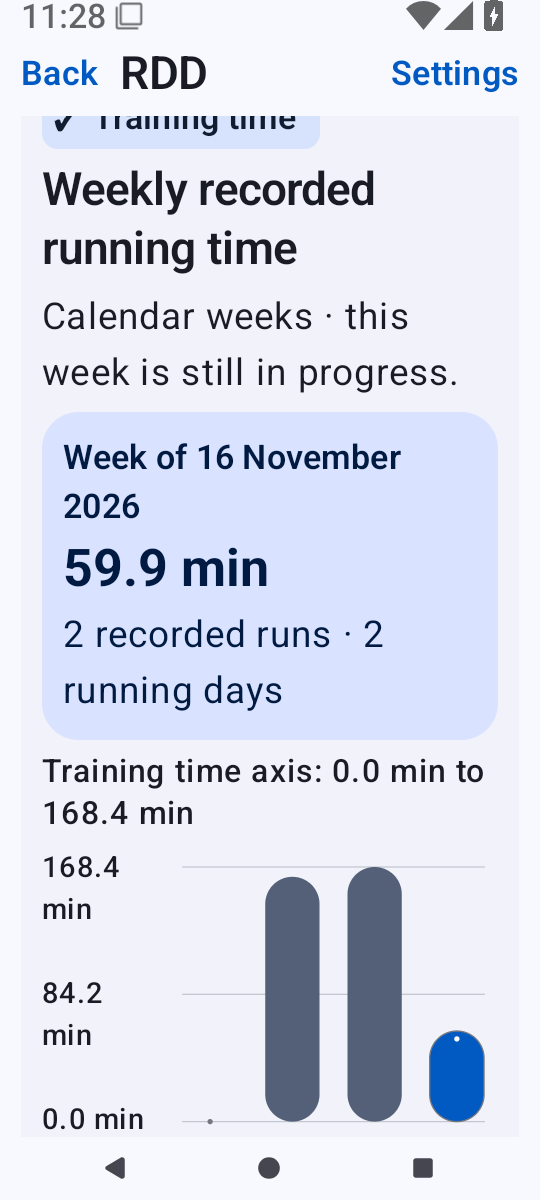 11:28
Back RDD Settings
✓ Training time
Weekly recorded
running time
Calendar weeks · this
week is still in progress.
Week of 16 November
2026
59.9 min
2 recorded runs · 2
running days
Training time axis: 0.0 min to
168.4 min
168.4
min
84.2
min
0.0 min